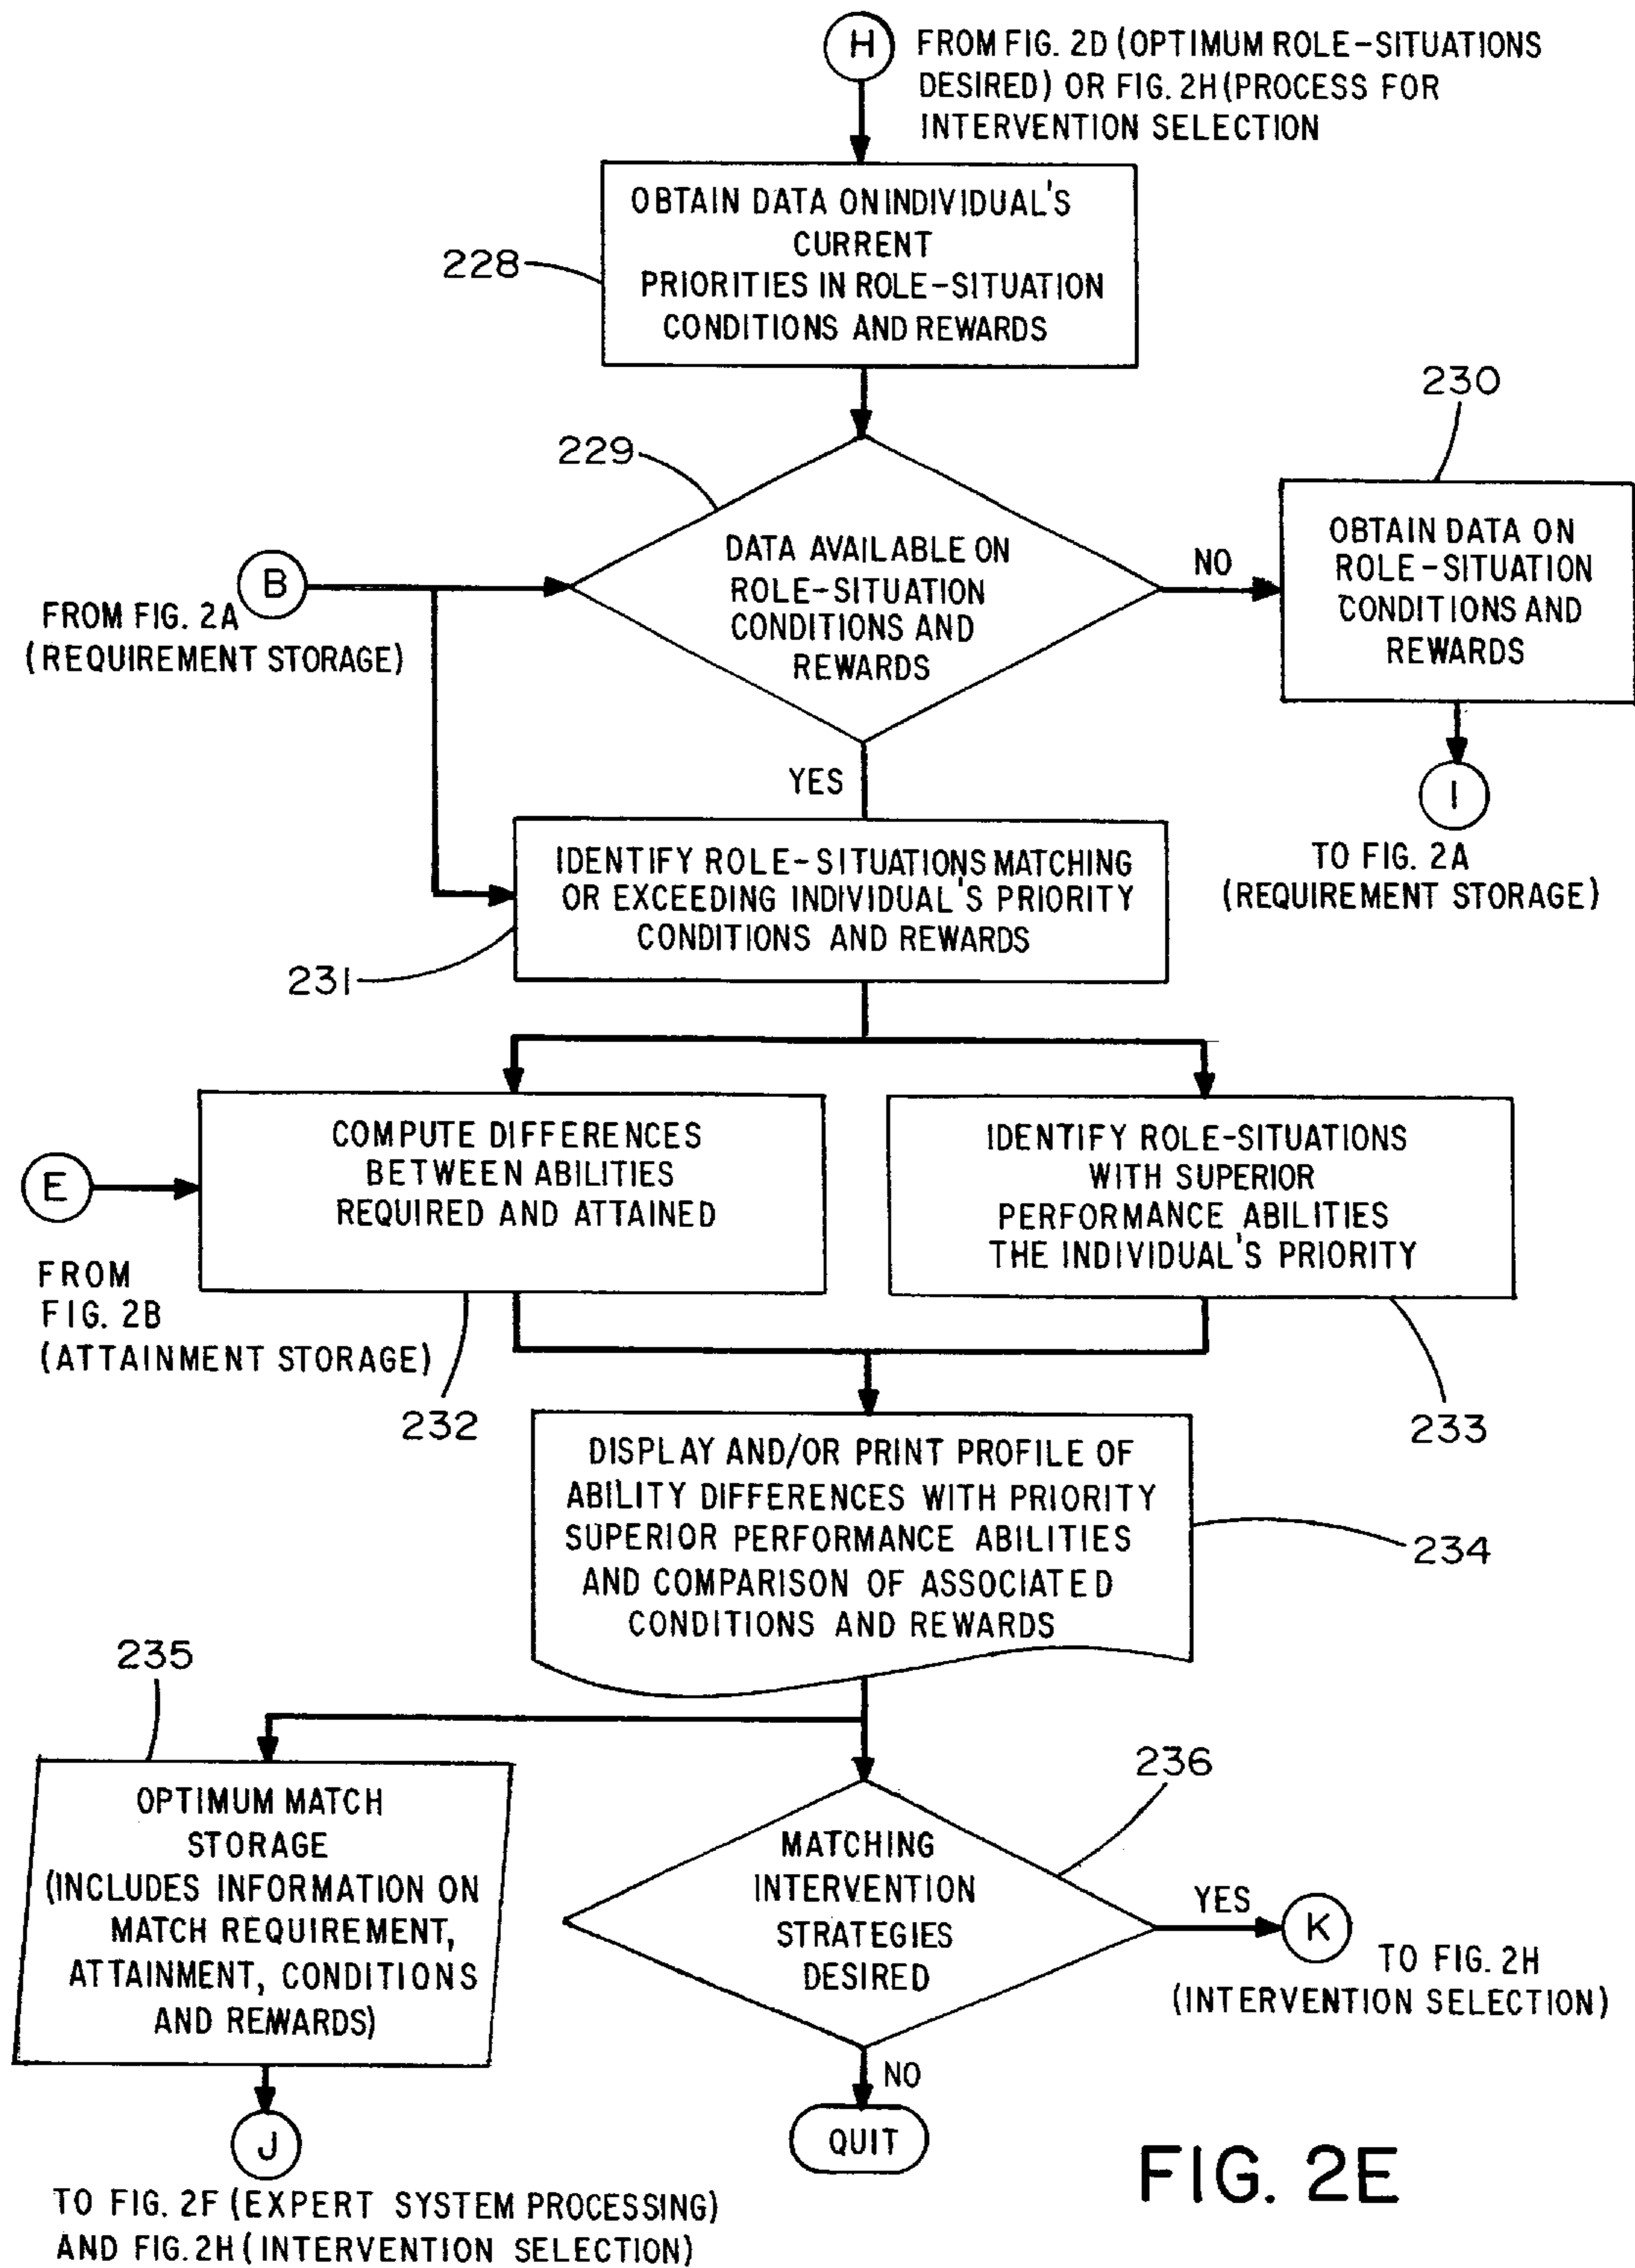 H
FROM FIG. 2D (OPTIMUM ROLE-SITUATIONS
DESIRED) OR FIG. 2H (PROCESS FOR
INTERVENTION SELECTION
OBTAIN DATA ON INDIVIDUAL'S
CURRENT
PRIORITIES IN ROLE-SITUATION
CONDITIONS AND REWARDS
228
230
229
DATA AVAILABLE ON
ROLE-SITUATION
CONDITIONS AND
REWARDS
NO
OBTAIN DATA ON
ROLE-SITUATION
CONDITIONS AND
REWARDS
B
FROM FIG. 2A
(REQUIREMENT STORAGE)
YES
I
TO FIG. 2A
(REQUIREMENT STORAGE)
IDENTIFY ROLE-SITUATIONS MATCHING
OR EXCEEDING INDIVIDUAL'S PRIORITY
CONDITIONS AND REWARDS
231
COMPUTE DIFFERENCES
BETWEEN ABILITIES
REQUIRED AND ATTAINED
IDENTIFY ROLE-SITUATIONS
WITH SUPERIOR
PERFORMANCE ABILITIES
THE INDIVIDUAL'S PRIORITY
E
FROM
FIG. 2B
(ATTAINMENT STORAGE)
232
233
DISPLAY AND/OR PRINT PROFILE OF
ABILITY DIFFERENCES WITH PRIORITY
SUPERIOR PERFORMANCE ABILITIES
AND COMPARISON OF ASSOCIATED
CONDITIONS AND REWARDS
234
235
OPTIMUM MATCH
STORAGE
(INCLUDES INFORMATION ON
MATCH REQUIREMENT,
ATTAINMENT, CONDITIONS
AND REWARDS)
236
MATCHING
INTERVENTION
STRATEGIES
DESIRED
YES
K
TO FIG. 2H
(INTERVENTION SELECTION)
NO
QUIT
J
TO FIG. 2F (EXPERT SYSTEM PROCESSING)
AND FIG. 2H (INTERVENTION SELECTION)
FIG. 2E